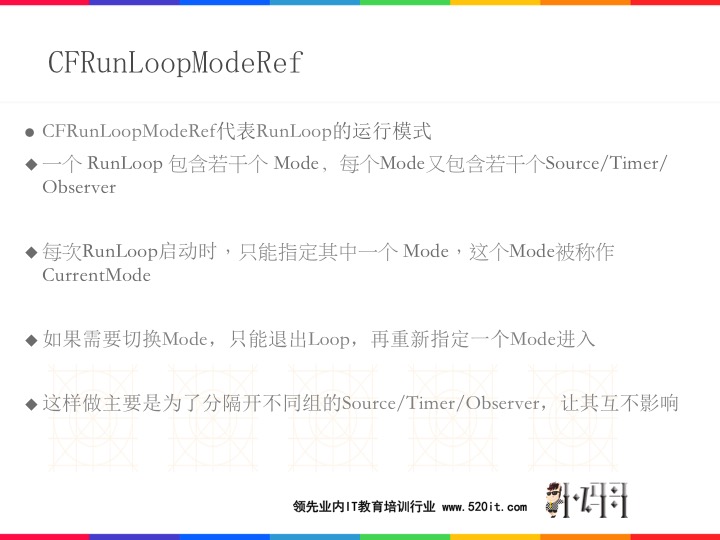 CFRunLoopModeRef
● CFRunLoopModeRef代表RunLoop的运行模式
◆ 一个 RunLoop 包含若干个 Mode，每个Mode又包含若干个Source/Timer/
Observer
◆ 每次RunLoop启动时，只能指定其中一个 Mode，这个Mode被称作
CurrentMode
◆ 如果需要切换Mode，只能退出Loop，再重新指定一个Mode进入
◆ 这样做主要是为了分隔开不同组的Source/Timer/Observer，让其互不影响
领先业内IT教育培训行业 www.520it.com
小码哥